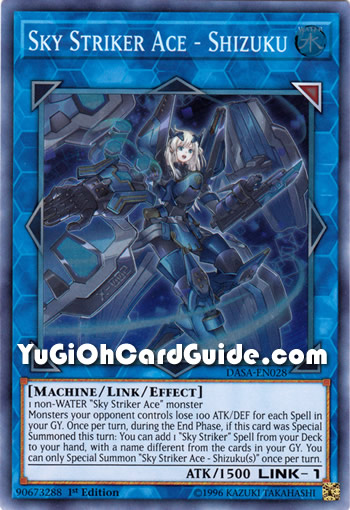 Sky Striker Ace - Shizuku
水
YuGiOhCardGuide.com
DASA-EN028
[Machine/Link/Effect]
1 non-WATER "Sky Striker Ace" monster
Monsters your opponent controls lose 100 ATK/DEF for each Spell
in your GY. Once per turn, during the End Phase, if this card was Special
Summoned this turn: You can add 1 "Sky Striker" Spell from your Deck
to your hand, with a name different from the cards in your GY. You
can only Special Summon "Sky Striker Ace - Shizuku(s)" once per turn.
ATK/1500 LINK-1
90673288 1st Edition ©1996 KAZUKI TAKAHASHI